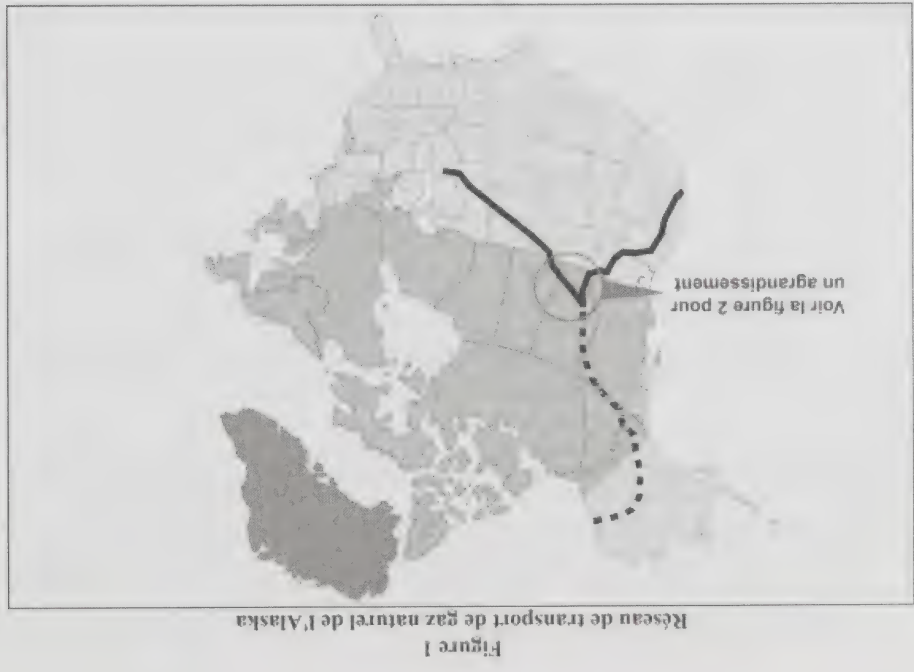 Figure 1
Réseau de transport de gaz naturel de l'Alaska
Voir la figure 2 pour
un agrandissement